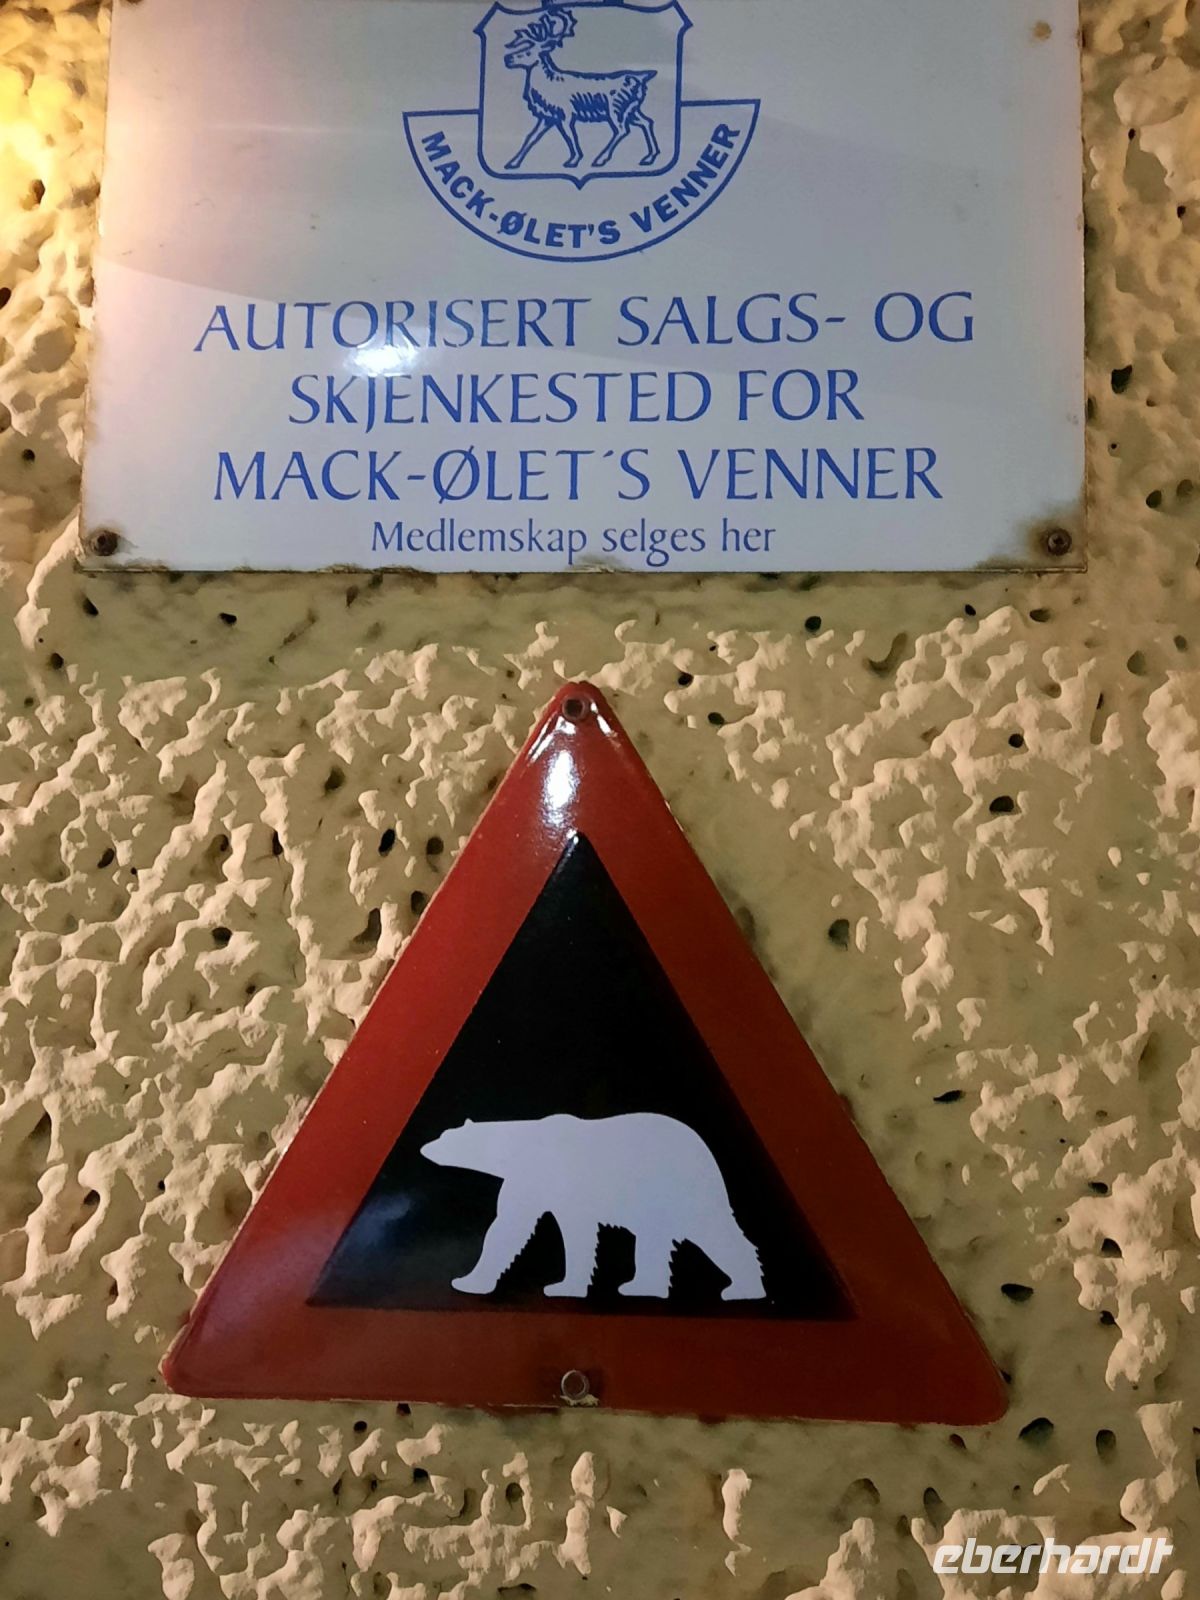 MACK-ØLET'S VENNER
AUTORISERT SALGS- OG
SKJENKESTED FOR
MACK-ØLET´S VENNER
Medlemskap selges her
eberhardt